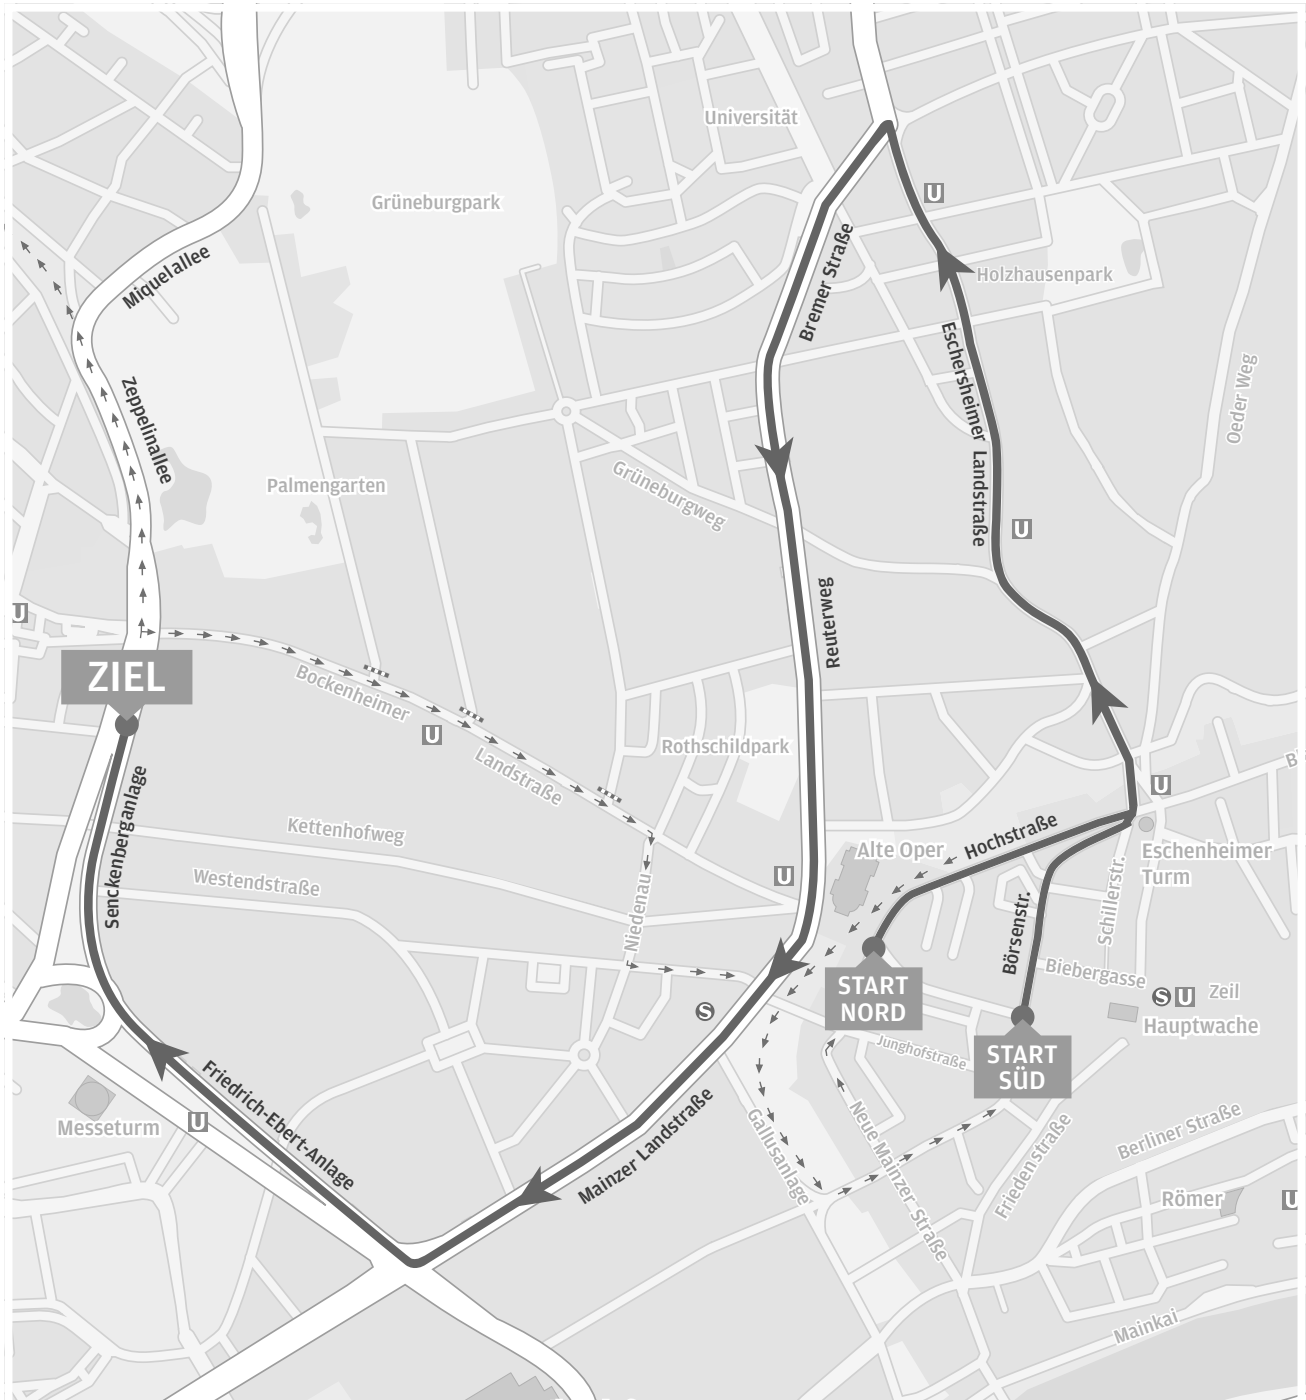 Universität
Grüneburgpark
U
Bremer Straße
Holzhausenpark
Miquelallee
Eschersheimer Landstraße
Zeppelinallee
Oeder Weg
Palmengarten
Grüneburgweg
U
Reuterweg
U
ZIEL
Bockenheimer
Landstraße
U
Rothschildpark
U
Senckenberganlage
Kettenhofweg
Hochstraße
Alte Oper
Eschenheimer
Turm
U
Westendstraße
Niedenau
Börsenstr.
Schillerstr.
Biebergasse
START
NORD
S U Zeil
Hauptwache
S
START
SÜD
Junghofstraße
Friedrich-Ebert-Anlage
Messeturm
U
Mainzer Landstraße
Gallusanlage
Neue Mainzer Straße
Friedenstraße
Berliner Straße
Römer
U
Mainkai